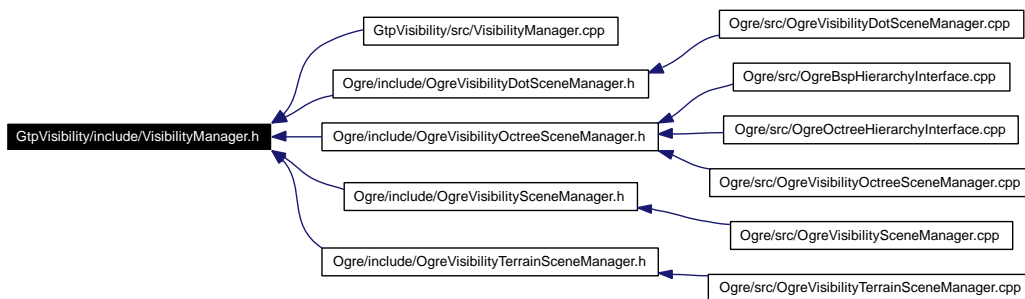 GtpVisibility/include/VisibilityManager.h
GtpVisibility/src/VisibilityManager.cpp
Ogre/include/OgreVisibilityDotSceneManager.h
Ogre/include/OgreVisibilityOctreeSceneManager.h
Ogre/include/OgreVisibilitySceneManager.h
Ogre/include/OgreVisibilityTerrainSceneManager.h
Ogre/src/OgreVisibilityDotSceneManager.cpp
Ogre/src/OgreBspHierarchyInterface.cpp
Ogre/src/OgreOctreeHierarchyInterface.cpp
Ogre/src/OgreVisibilityOctreeSceneManager.cpp
Ogre/src/OgreVisibilitySceneManager.cpp
Ogre/src/OgreVisibilityTerrainSceneManager.cpp